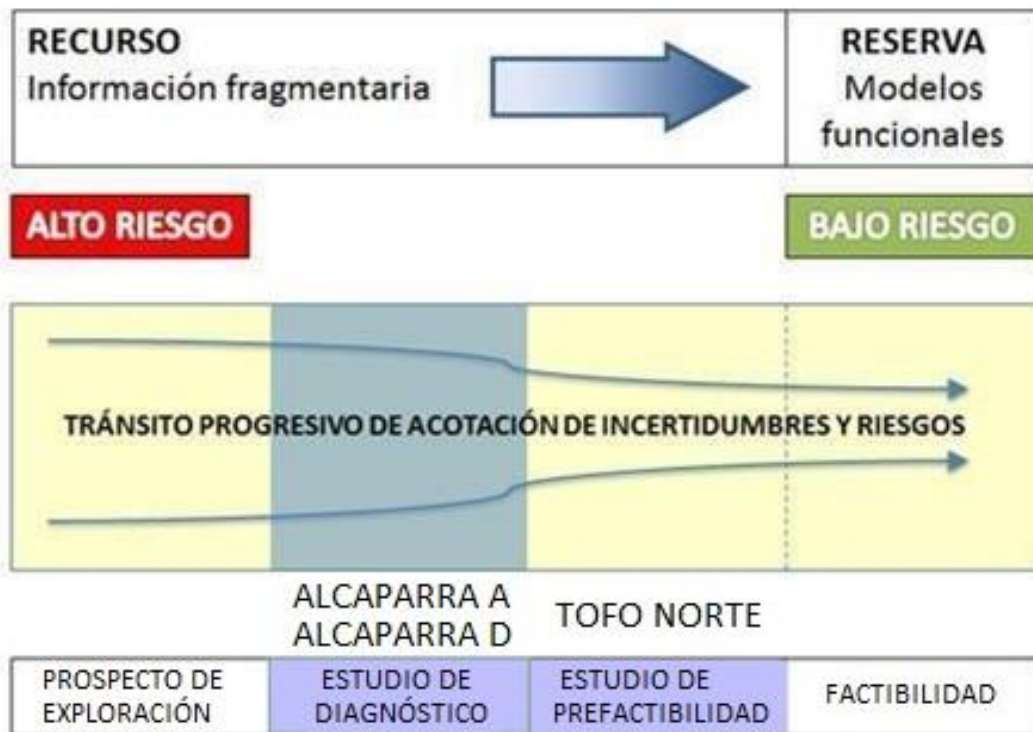 RECURSO
Información fragmentaria
RESERVA
Modelos
funcionales
ALTO RIESGO
BAJO RIESGO
TRÁNSITO PROGRESIVO DE ACOTACIÓN DE INCERTIDUMBRES Y RIESGOS
ALCAPARRA A
ALCAPARRA D
TOFO NORTE
PROSPECTO DE
EXPLORACIÓN
ESTUDIO DE
DIAGNÓSTICO
ESTUDIO DE
PREFACTIBILIDAD
FACTIBILIDAD